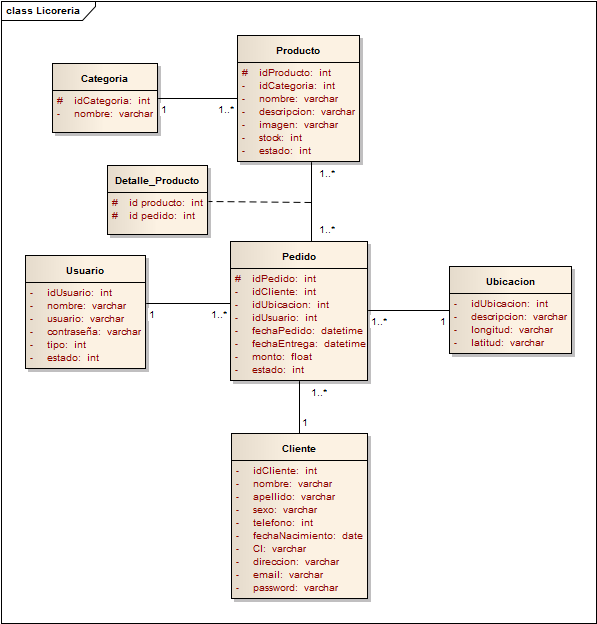 class Licoreria
Producto
# idProducto: int
- idCategoria: int
- nombre: varchar
- descripcion: varchar
- imagen: varchar
- stock: int
- estado: int
Categoria
# idCategoria: int
- nombre: varchar
1
1..*
1..*
Detalle_Producto
# id producto: int
# id pedido: int
1..*
Pedido
# idPedido: int
- idCliente: int
- idUbicacion: int
- idUsuario: int
- fechaPedido: datetime
- fechaEntrega: datetime
- monto: float
- estado: int
Usuario
- idUsuario: int
- nombre: varchar
- usuario: varchar
- contraseña: varchar
- tipo: int
- estado: int
1
1..*
Ubicacion
- idUbicacion: int
- descripcion: varchar
- longitud: varchar
- latitud: varchar
1..*
1
1..*
1
Cliente
- idCliente: int
- nombre: varchar
- apellido: varchar
- sexo: varchar
- telefono: int
- fechaNacimiento: date
- CI: varchar
- direccion: varchar
- email: varchar
- password: varchar